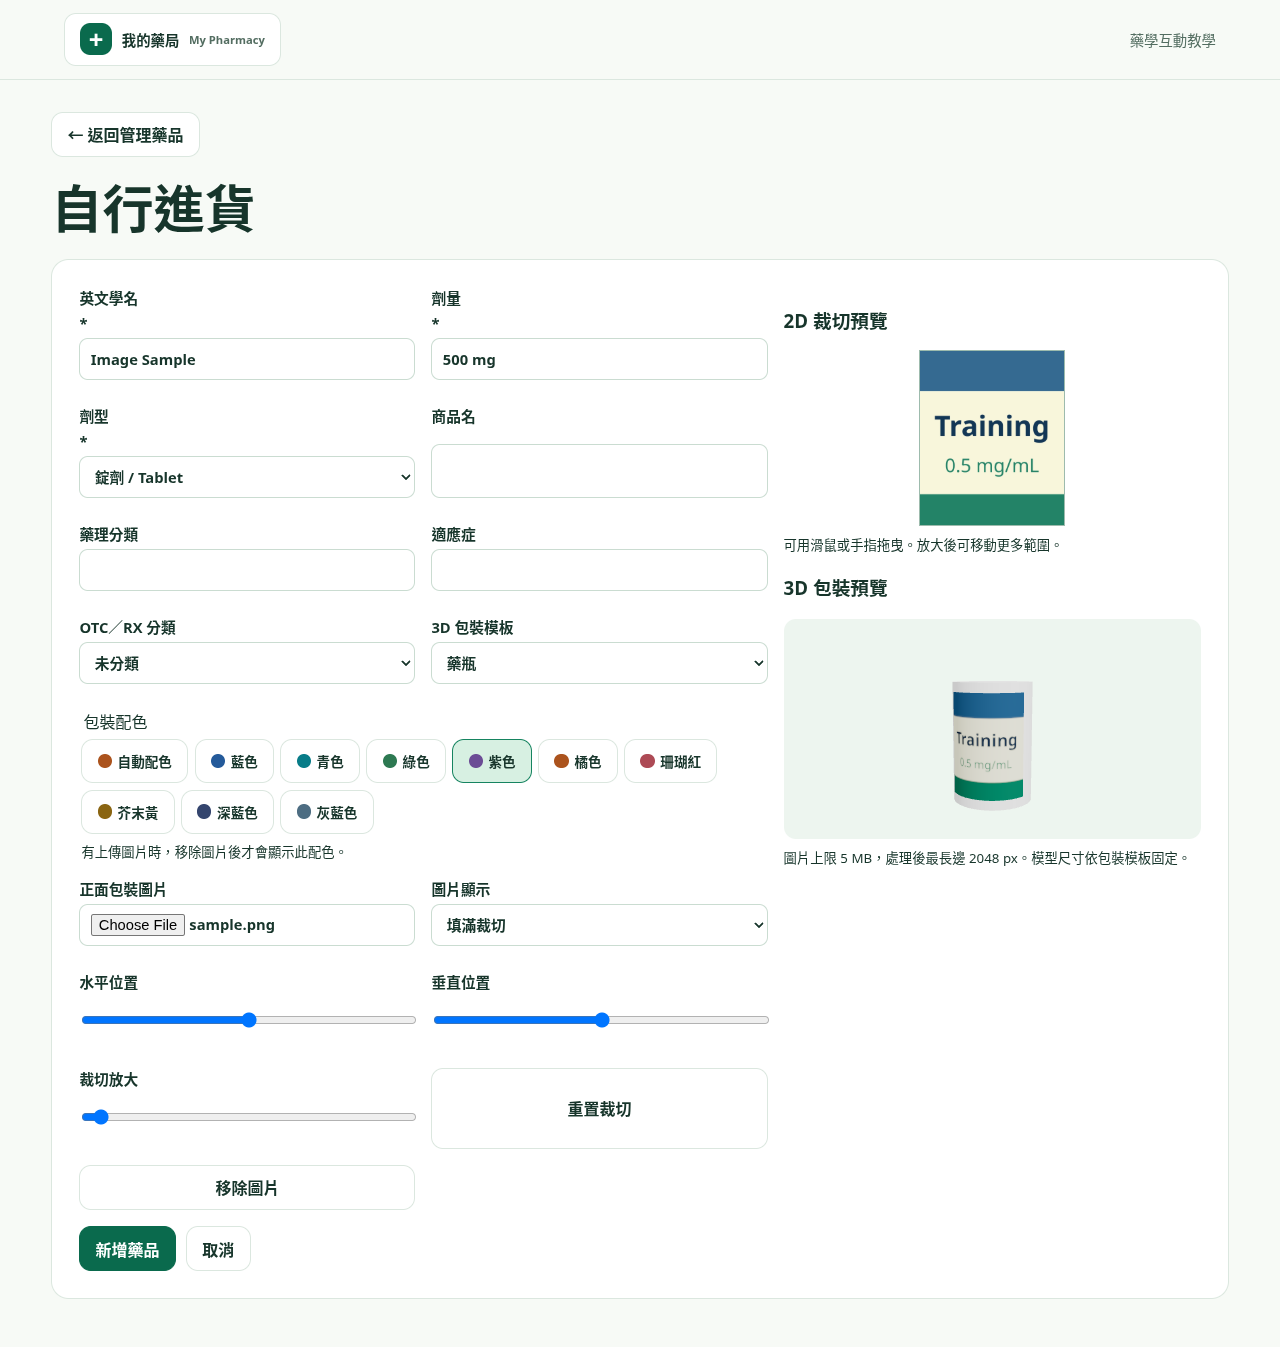 我的藥局 My Pharmacy
藥學互動教學
← 返回管理藥品
自行進貨
英文學名
*
Image Sample
劑量
*
500 mg
劑型
*
錠劑 / Tablet
商品名
藥理分類
適應症
OTC／RX 分類
未分類
3D 包裝模板
藥瓶
包裝配色
自動配色
藍色
青色
綠色
紫色
橘色
珊瑚紅
芥末黃
深藍色
灰藍色
有上傳圖片時，移除圖片後才會顯示此配色。
正面包裝圖片
Choose File sample.png
圖片顯示
填滿裁切
水平位置
垂直位置
裁切放大
重置裁切
移除圖片
新增藥品
取消
2D 裁切預覽
Training
0.5 mg/mL
可用滑鼠或手指拖曳。放大後可移動更多範圍。
3D 包裝預覽
Training
0.5 mg/mL
圖片上限 5 MB，處理後最長邊 2048 px。模型尺寸依包裝模板固定。